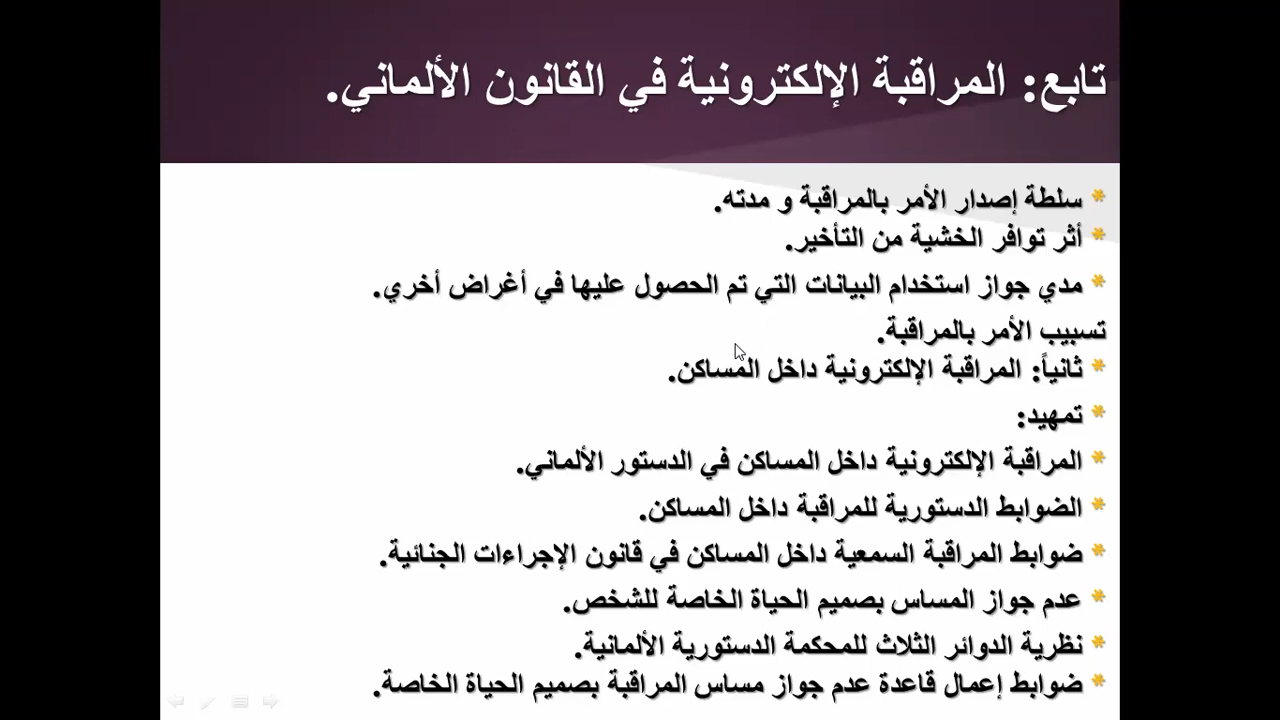 تابع: المراقبة الإلكترونية في القانون الألماني.
* سلطة إصدار الأمر بالمراقبة و مدته.
* أثر توافر الخشية من التأخير.
* مدي جواز استخدام البيانات التي تم الحصول عليها في أغراض أخري.
تسبيب الأمر بالمراقبة.
* ثانياً: المراقبة الإلكترونية داخل المساكن.
* تمهيد:
* المراقبة الإلكترونية داخل المساكن في الدستور الألماني.
* الضوابط الدستورية للمراقبة داخل المساكن.
* ضوابط المراقبة السمعية داخل المساكن في قانون الإجراءات الجنائية.
* عدم جواز المساس بصميم الحياة الخاصة للشخص.
* نظرية الدوائر الثلاث للمحكمة الدستورية الألمانية.
* ضوابط إعمال قاعدة عدم جواز مساس المراقبة بصميم الحياة الخاصة.